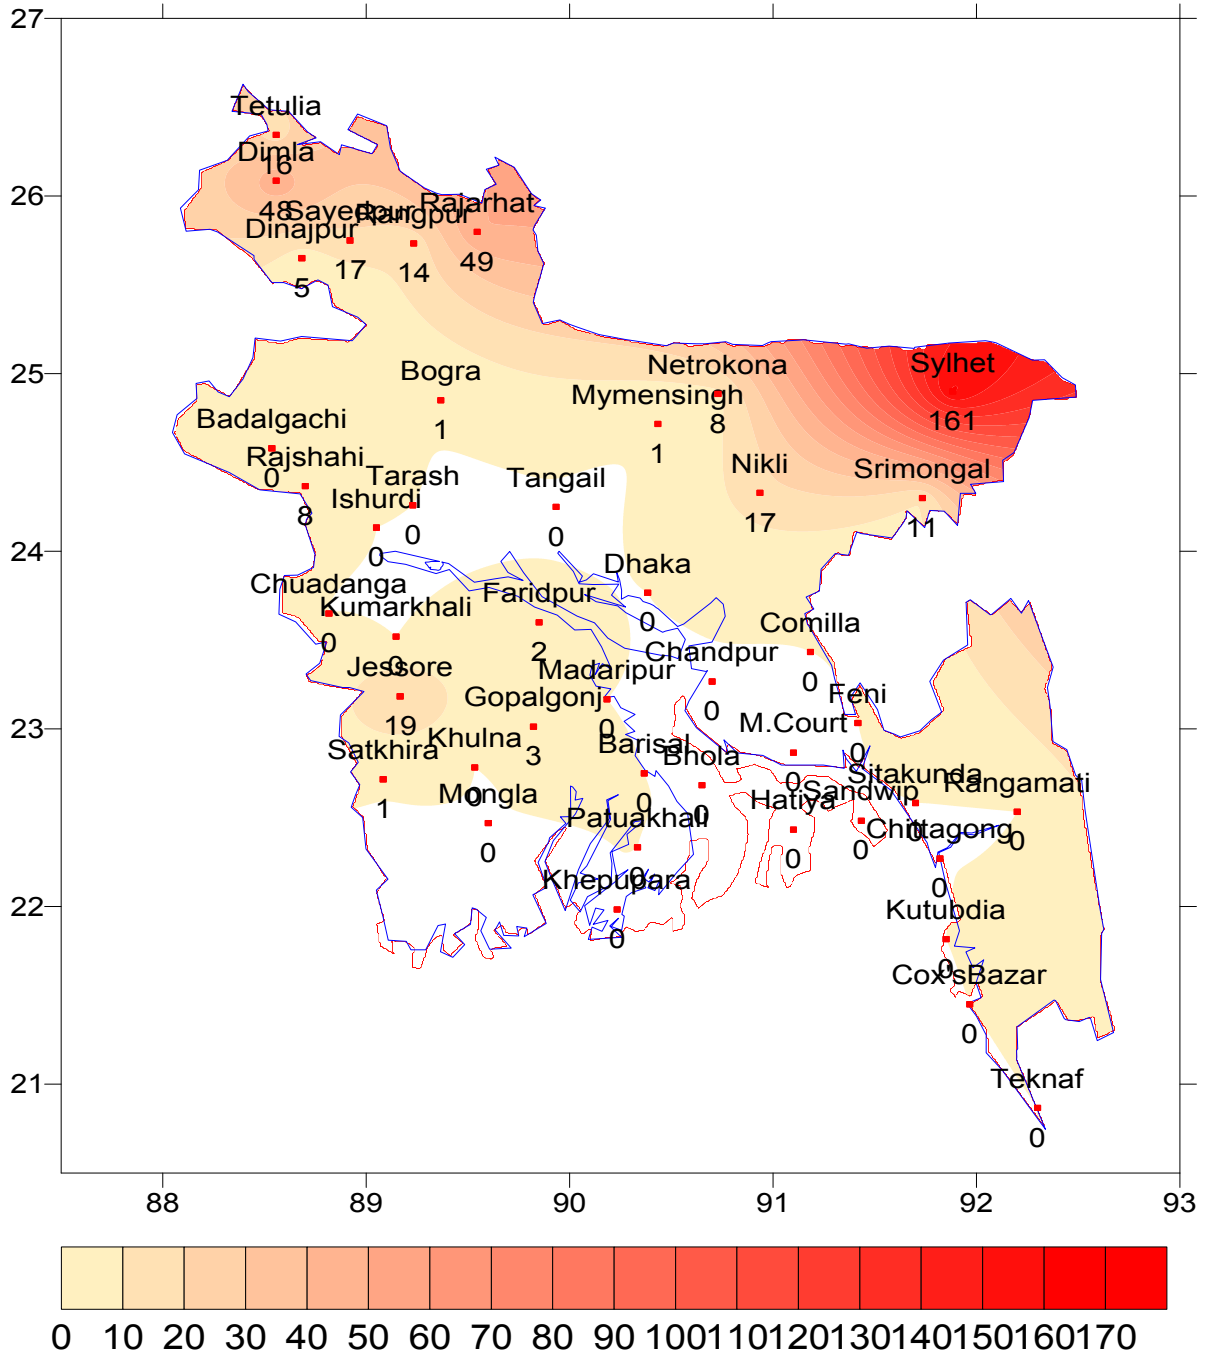 27
Tetulia
16
Dimla
26
48
Sayedpur
Rangpur
Rajarhat
Dinajpur
17
14
49
5
25
Bogra
1
Netrokona
8
Mymensingh
1
Sylhet
161
Badalgachi
0
Rajshahi
8
Tarash
0
Ishurdi
0
Tangail
0
Nikli
17
Srimongal
11
24
Chuadanga
0
Kumarkhali
0
Faridpur
2
Dhaka
0
Comilla
0
Jessore
19
Madaripur
0
Chandpur
0
Gopalgonj
3
Feni
0
23
Satkhira
1
Khulna
0
Barisal
0
Bhola
0
M.Court
0
Mongla
0
Patuakhali
0
Hatiya
0
Sitakunda
0
Sandwip
0
Rangamati
0
Chittagong
0
22
Khepupara
0
Kutubdia
0
Cox'sBazar
0
21
Teknaf
0
88 89 90 91 92 93
0 10 20 30 40 50 60 70 80 90 100 110 120 130 140 150 160 170